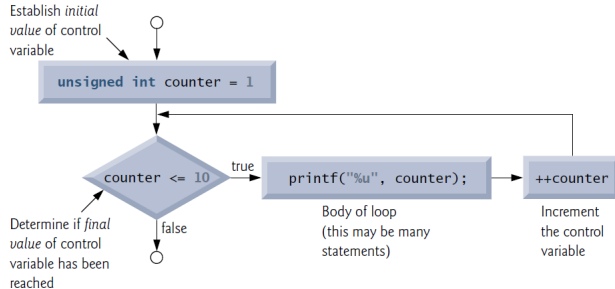 Establish initial
value of control
variable
unsigned int counter = 1
counter <= 10
true
printf("%u", counter);
++counter
Body of loop
(this may be many
statements)
Increment
the control
variable
Determine if final
value of control
variable has been
reached
false